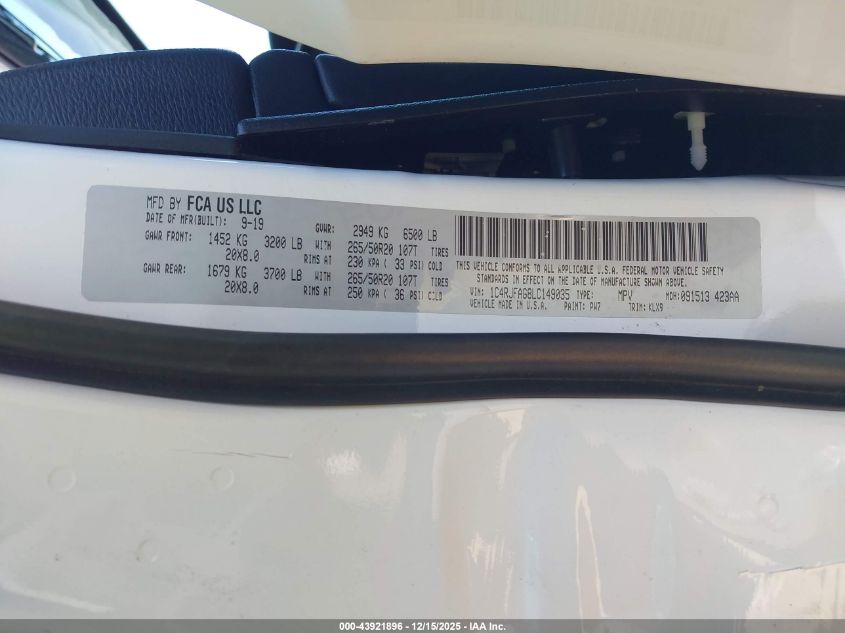 MFD BY FCA US LLC
DATE OF MFR(BUILT): 9-19 GVWR: 2949 KG 6500 LB
GAWR FRONT: 1452 KG 3200 LB WITH 265/50R20 107T TIRES
20X8.0 RIMS AT 230 KPA ( 33 PSI) COLD
GAWR REAR: 1679 KG 3700 LB WITH 265/50R20 107T TIRES
20X8.0 RIMS AT 250 KPA ( 36 PSI) COLD
THIS VEHICLE CONFORMS TO ALL APPLICABLE U.S.A. FEDERAL MOTOR VEHICLE SAFETY
STANDARDS IN EFFECT ON THE DATE OF MANUFACTURE SHOWN ABOVE.
VIN: 1C4RJFAG8LC149035 TYPE: MPV MDH:091513 423AA
VEHICLE MADE IN U.S.A. PAINT: PW7 TRIM: KLX9
000-43921896 - 12/15/2025 - IAA Inc.